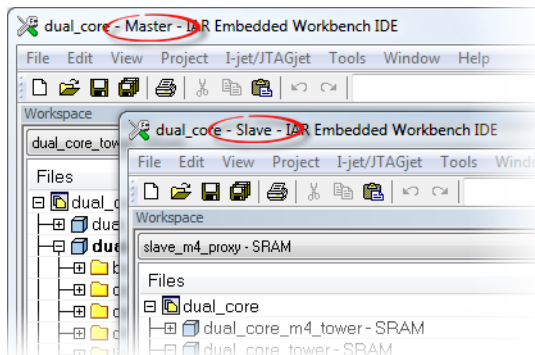 dual_core - Master - IAR Embedded Workbench IDE
File Edit View Project I-jet/JTAGjet Tools Window Help
Workspace
dual_core_tow
Files
dual_c
dua
dua
dual_core - Slave - IAR Embedded Workbench IDE
File Edit View Project I-jet/JTAGjet Tools Wind
Workspace
slave_m4_proxy - SRAM
Files
dual_core
dual_core_m4_tower - SRAM
dual_core_tower - SRAM